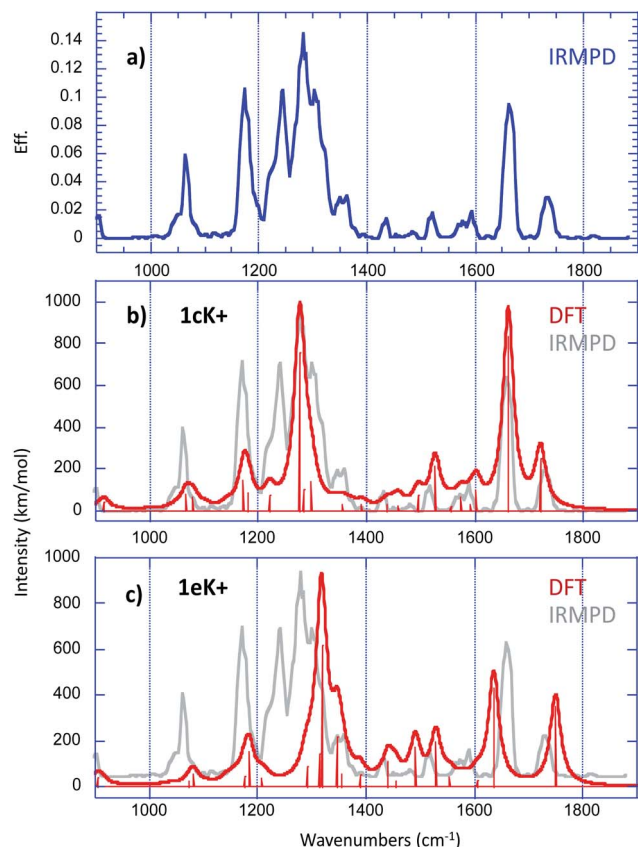 a)
IRMPD
Eff.
0.14
0.12
0.1
0.08
0.06
0.04
0.02
0
1000 1200 1400 1600 1800
b) 1cK+
DFT
IRMPD
1000
800
600
400
200
0
1000 1200 1400 1600 1800
Intensity (km/mol)
c) 1eK+
DFT
IRMPD
1000
800
600
400
200
0
1000 1200 1400 1600 1800
Wavenumbers (cm⁻¹)